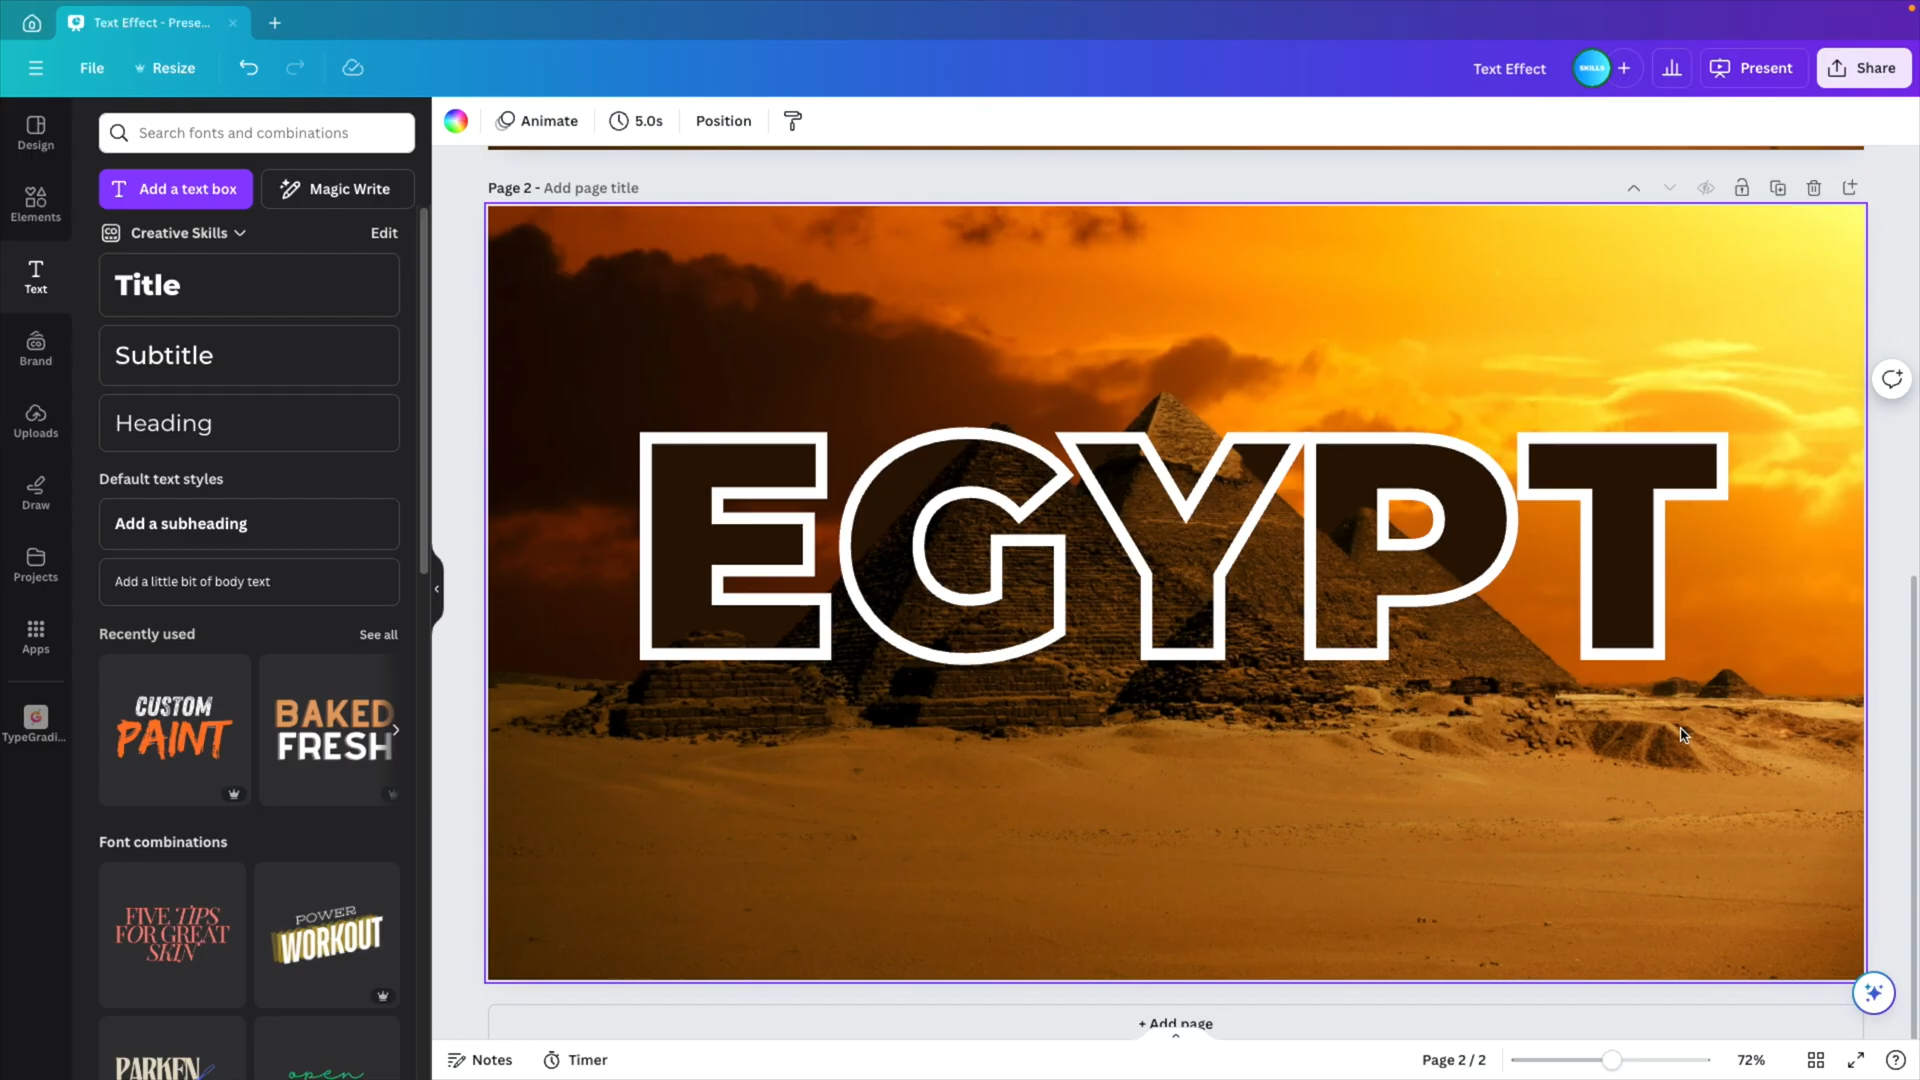 Text Effect - Prese...
File
Resize
Text Effect
SKILLS
Present
Share
Design
Elements
Text
Brand
Uploads
Draw
Projects
Apps
TypeGradi...
Search fonts and combinations
Add a text box
Magic Write
Creative Skills
Edit
Title
Subtitle
Heading
Default text styles
Add a subheading
Add a little bit of body text
Recently used
See all
CUSTOM
PAINT
BAKED
FRESH
Font combinations
FIVE TIPS
FOR GREAT
SKIN
POWER
WORKOUT
PARKEN
open
Animate
5.0s
Position
Page 2 - Add page title
EGYPT
+ Add page
Notes
Timer
Page 2 / 2
72%